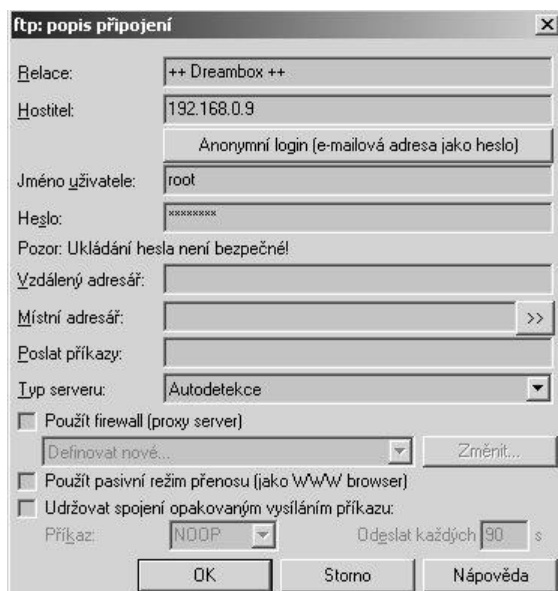 ftp: popis připojení
Relace: ++ Dreambox ++
Hostitel: 192.168.0.9
Anonymní login (e-mailová adresa jako heslo)
Jméno uživatele: root
Heslo: ********
Pozor: Ukládání hesla není bezpečné!
Vzdálený adresář:
Místní adresář: >>
Poslat příkazy:
Typ serveru: Autodetekce
Použít firewall (proxy server)
Definovat nové... Změnit...
Použít pasivní režim přenosu (jako WWW browser)
Udržovat spojení opakovaným vysíláním příkazu:
Příkaz: NOOP Odeslat každých 90 s
OK Storno Nápověda